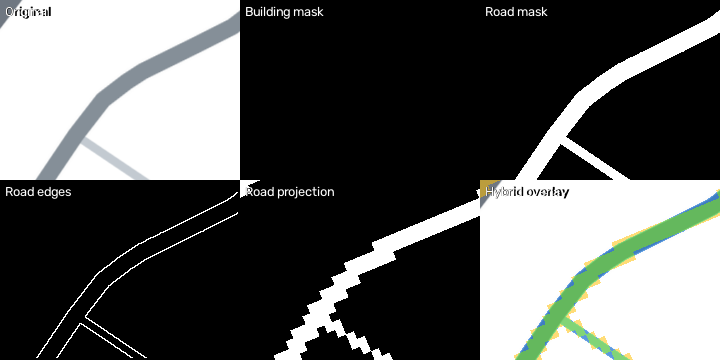 Original
Building mask
Road mask
Road edges
Road projection
Hybrid overlay